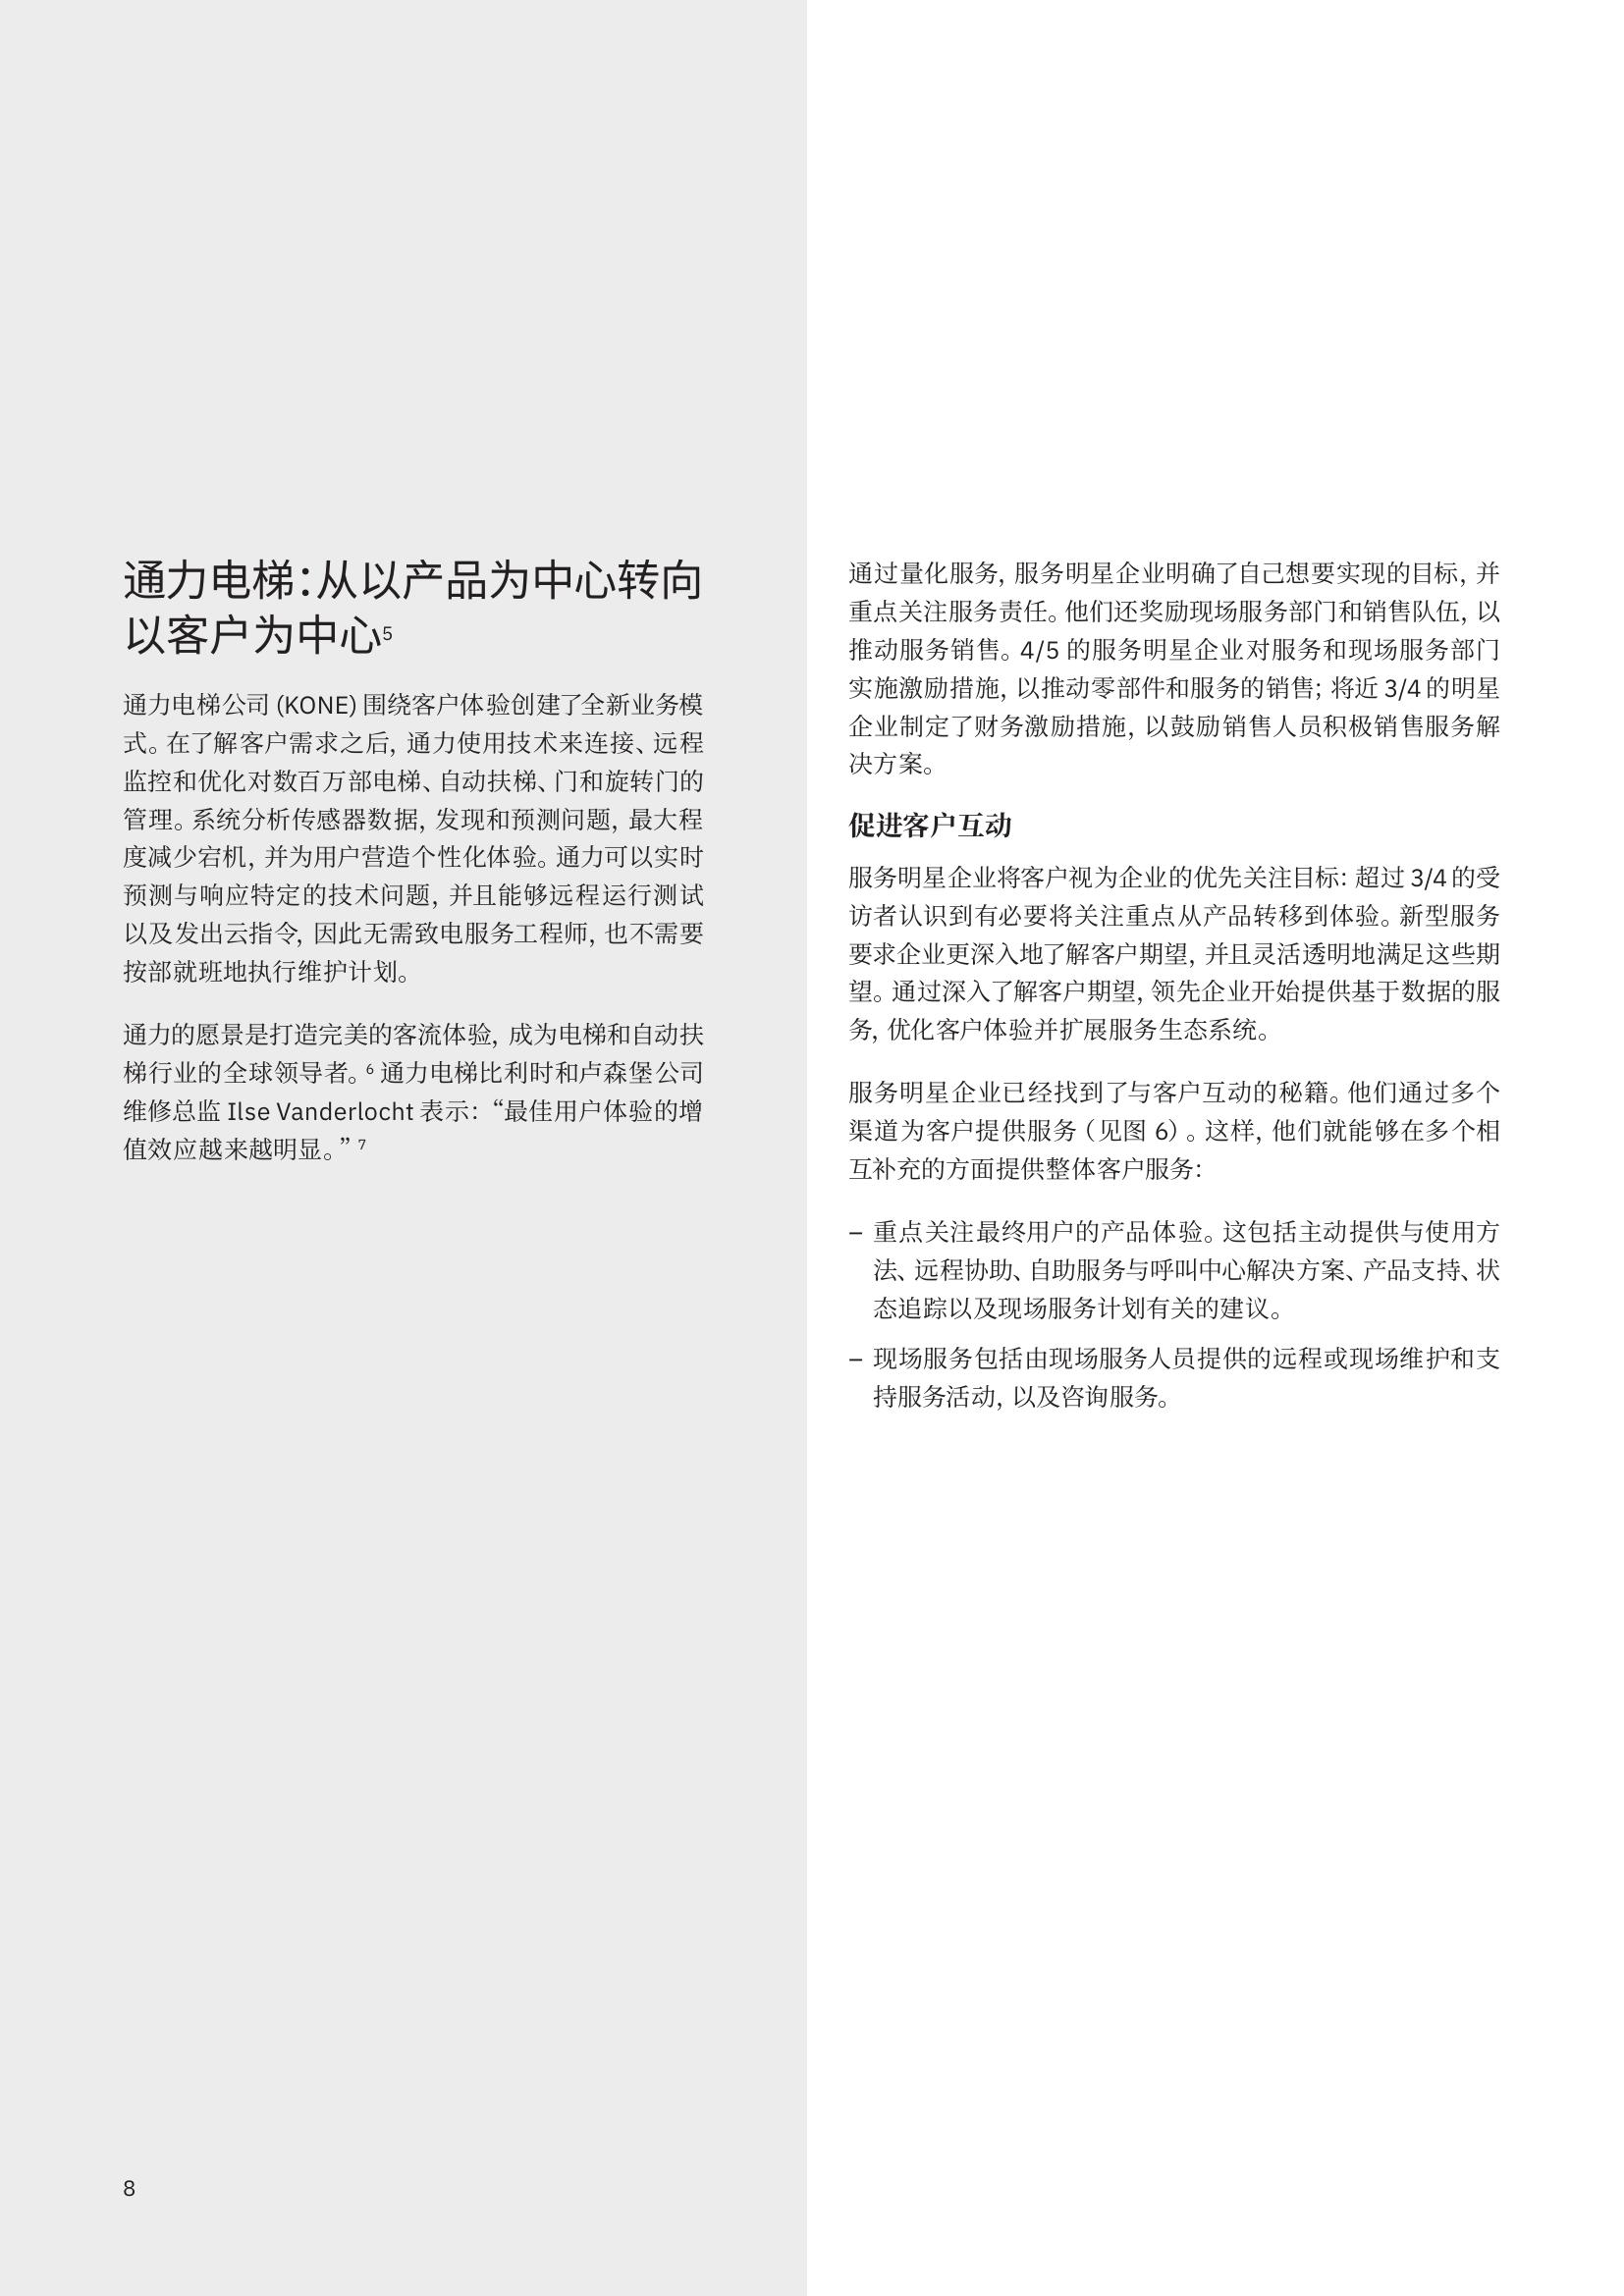 通力电梯：从以产品为中心转向
以客户为中心5
通力电梯公司 (KONE) 围绕客户体验创建了全新业务模
式。在了解客户需求之后，通力使用技术来连接、远程
监控和优化对数百万部电梯、自动扶梯、门和旋转门的
管理。系统分析传感器数据，发现和预测问题，最大程
度减少宕机，并为用户营造个性化体验。通力可以实时
预测与响应特定的技术问题，并且能够远程运行测试
以及发出云指令，因此无需致电服务工程师，也不需要
按部就班地执行维护计划。
通力的愿景是打造完美的客流体验，成为电梯和自动扶
梯行业的全球领导者。6 通力电梯比利时和卢森堡公司
维修总监 Ilse Vanderlocht 表示：“最佳用户体验的增
值效应越来越明显。” 7
通过量化服务，服务明星企业明确了自己想要实现的目标，并
重点关注服务责任。他们还奖励现场服务部门和销售队伍，以
推动服务销售。4/5 的服务明星企业对服务和现场服务部门
实施激励措施，以推动零部件和服务的销售；将近 3/4 的明星
企业制定了财务激励措施，以鼓励销售人员积极销售服务解
决方案。
促进客户互动
服务明星企业将客户视为企业的优先关注目标：超过 3/4 的受
访者认识到有必要将关注重点从产品转移到体验。新型服务
要求企业更深入地了解客户期望，并且灵活透明地满足这些期
望。通过深入了解客户期望，领先企业开始提供基于数据的服
务，优化客户体验并扩展服务生态系统。
服务明星企业已经找到了与客户互动的秘籍。他们通过多个
渠道为客户提供服务（见图 6）。这样，他们就能够在多个相
互补充的方面提供整体客户服务：
– 重点关注最终用户的产品体验。这包括主动提供与使用方
法、远程协助、自助服务与呼叫中心解决方案、产品支持、状
态追踪以及现场服务计划有关的建议。
– 现场服务包括由现场服务人员提供的远程或现场维护和支
持服务活动，以及咨询服务。
8